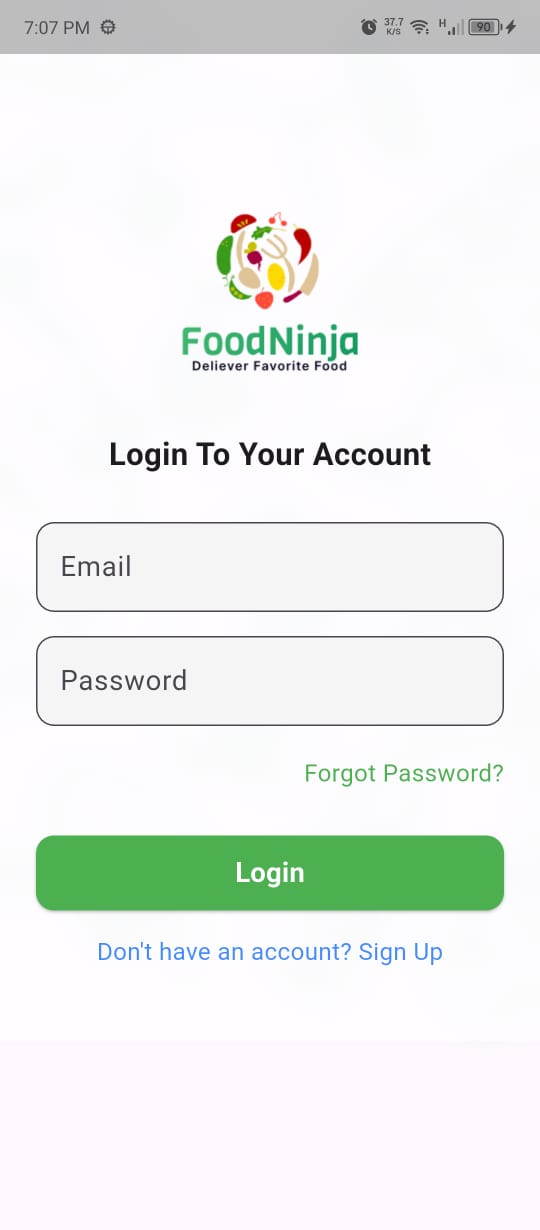 7:07 PM
37.7
K/S
H
90
FoodNinja
Deliever Favorite Food
Login To Your Account
Email
Password
Forgot Password?
Login
Don't have an account? Sign Up